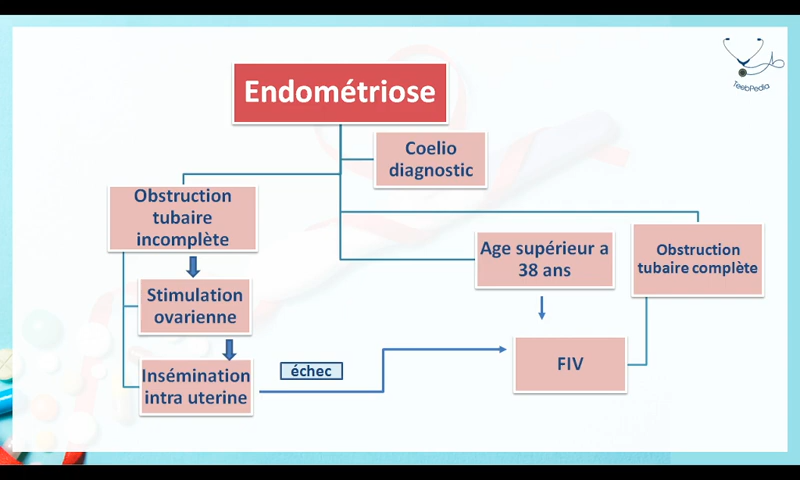 TeebPedia
Endométriose
Coelio
diagnostic
Obstruction
tubaire
incomplète
Age supérieur a
38 ans
Obstruction
tubaire complète
Stimulation
ovarienne
Insémination
intra uterine
échec
FIV